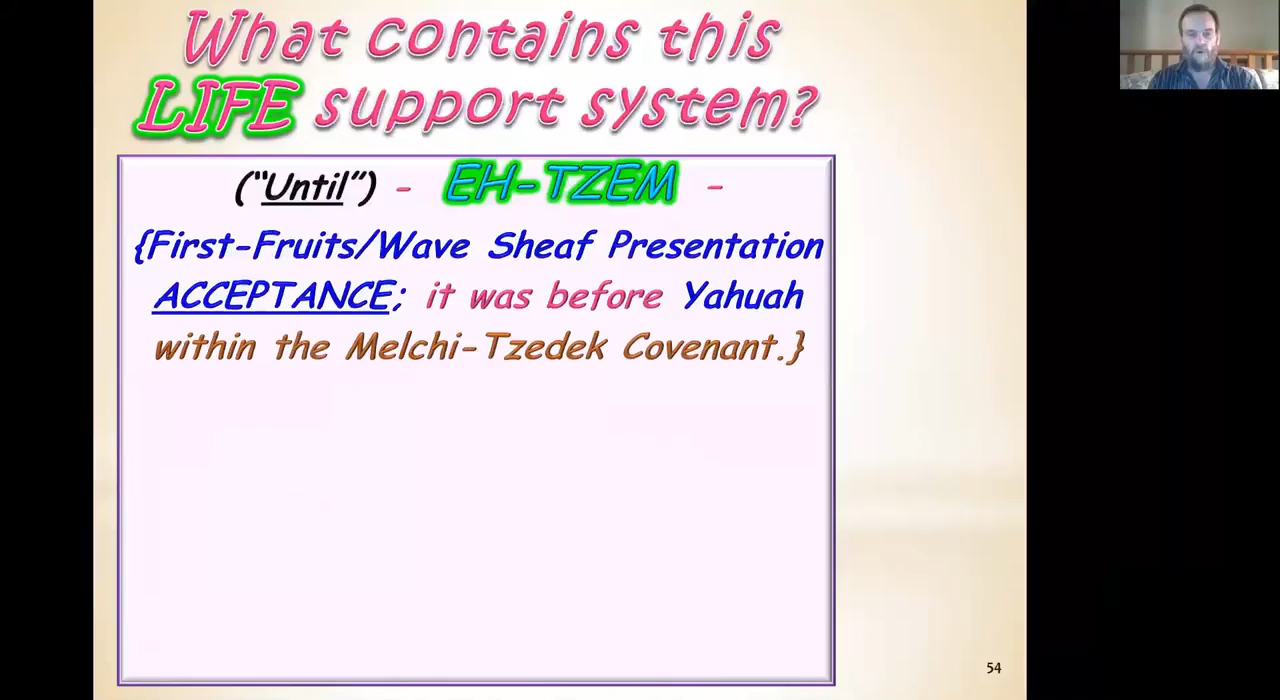 What contains this
LIFE support system?
("Until") - EH-TZEM -
{First-Fruits/Wave Sheaf Presentation
ACCEPTANCE; it was before Yahuah
within the Melchi-Tzedek Covenant.}
54